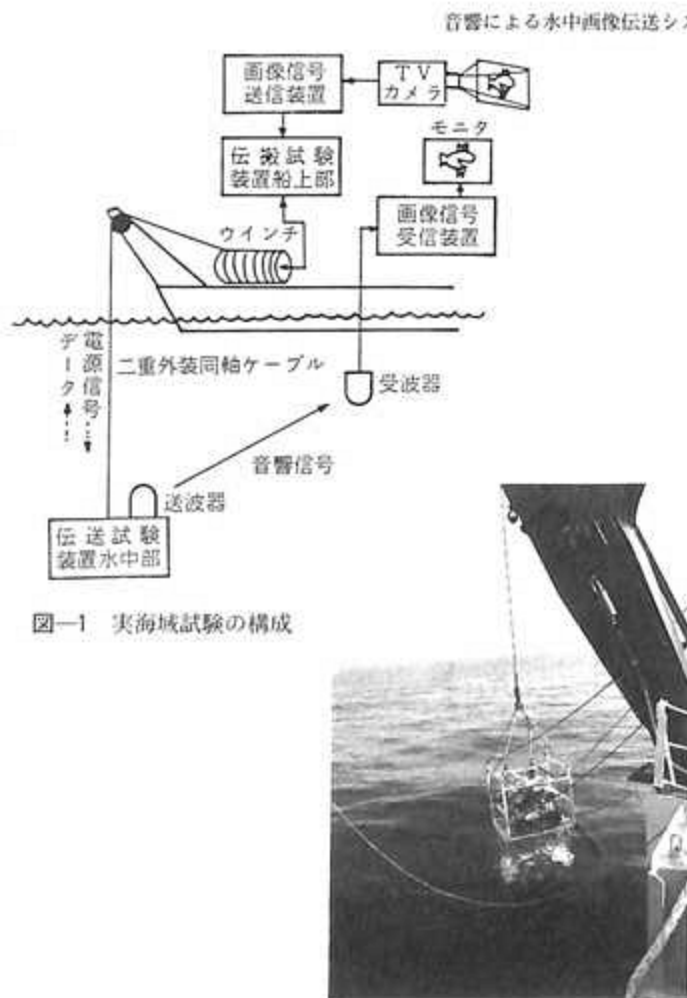 音響による水中画像伝送シス
画像信号
送信装置
TV
カメラ
モニタ
伝搬試験
装置船上部
画像信号
受信装置
ウインチ
電源信号
データ
二重外装同軸ケーブル
受波器
音響信号
送波器
伝送試験
装置水中部
図—1 実海域試験の構成